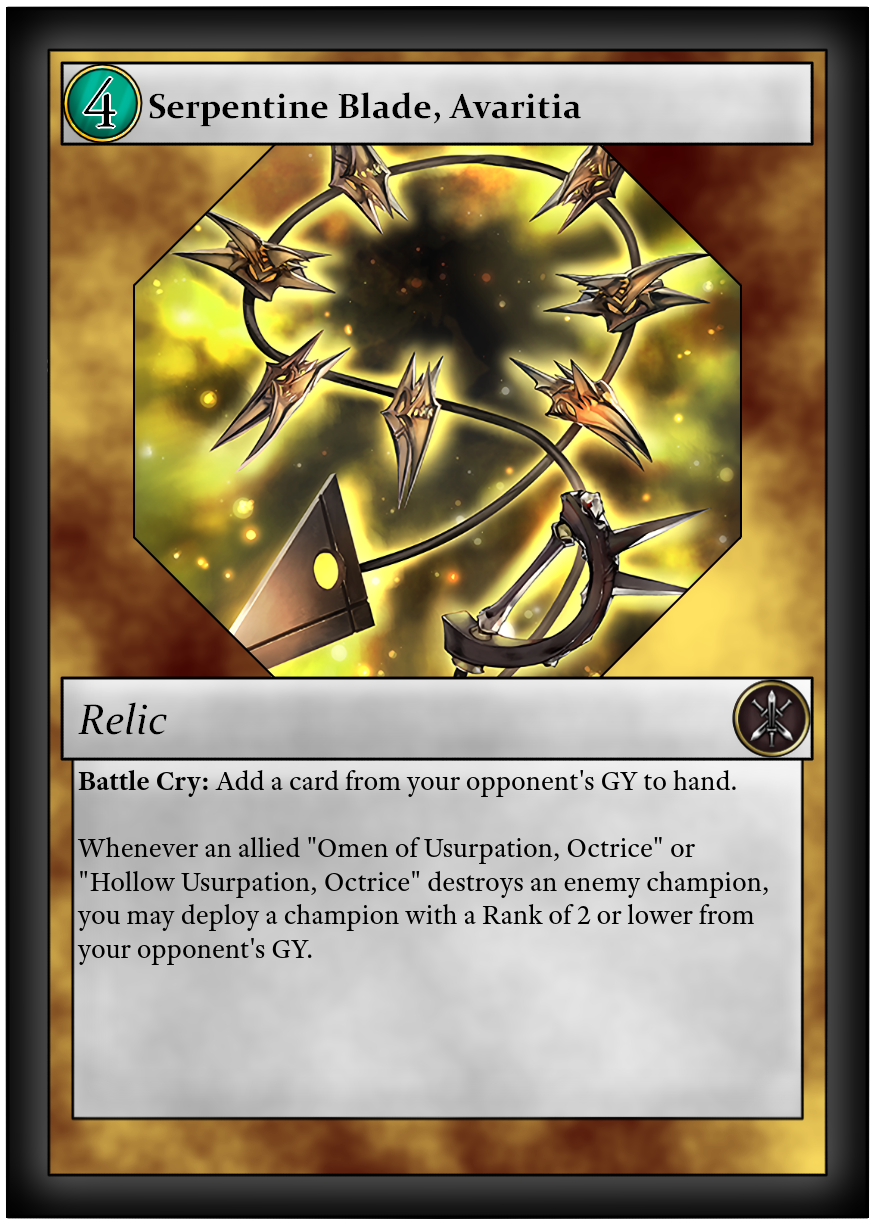 4 Serpentine Blade, Avaritia
Relic
Battle Cry: Add a card from your opponent's GY to hand.
Whenever an allied "Omen of Usurpation, Octrice" or
"Hollow Usurpation, Octrice" destroys an enemy champion,
you may deploy a champion with a Rank of 2 or lower from
your opponent's GY.